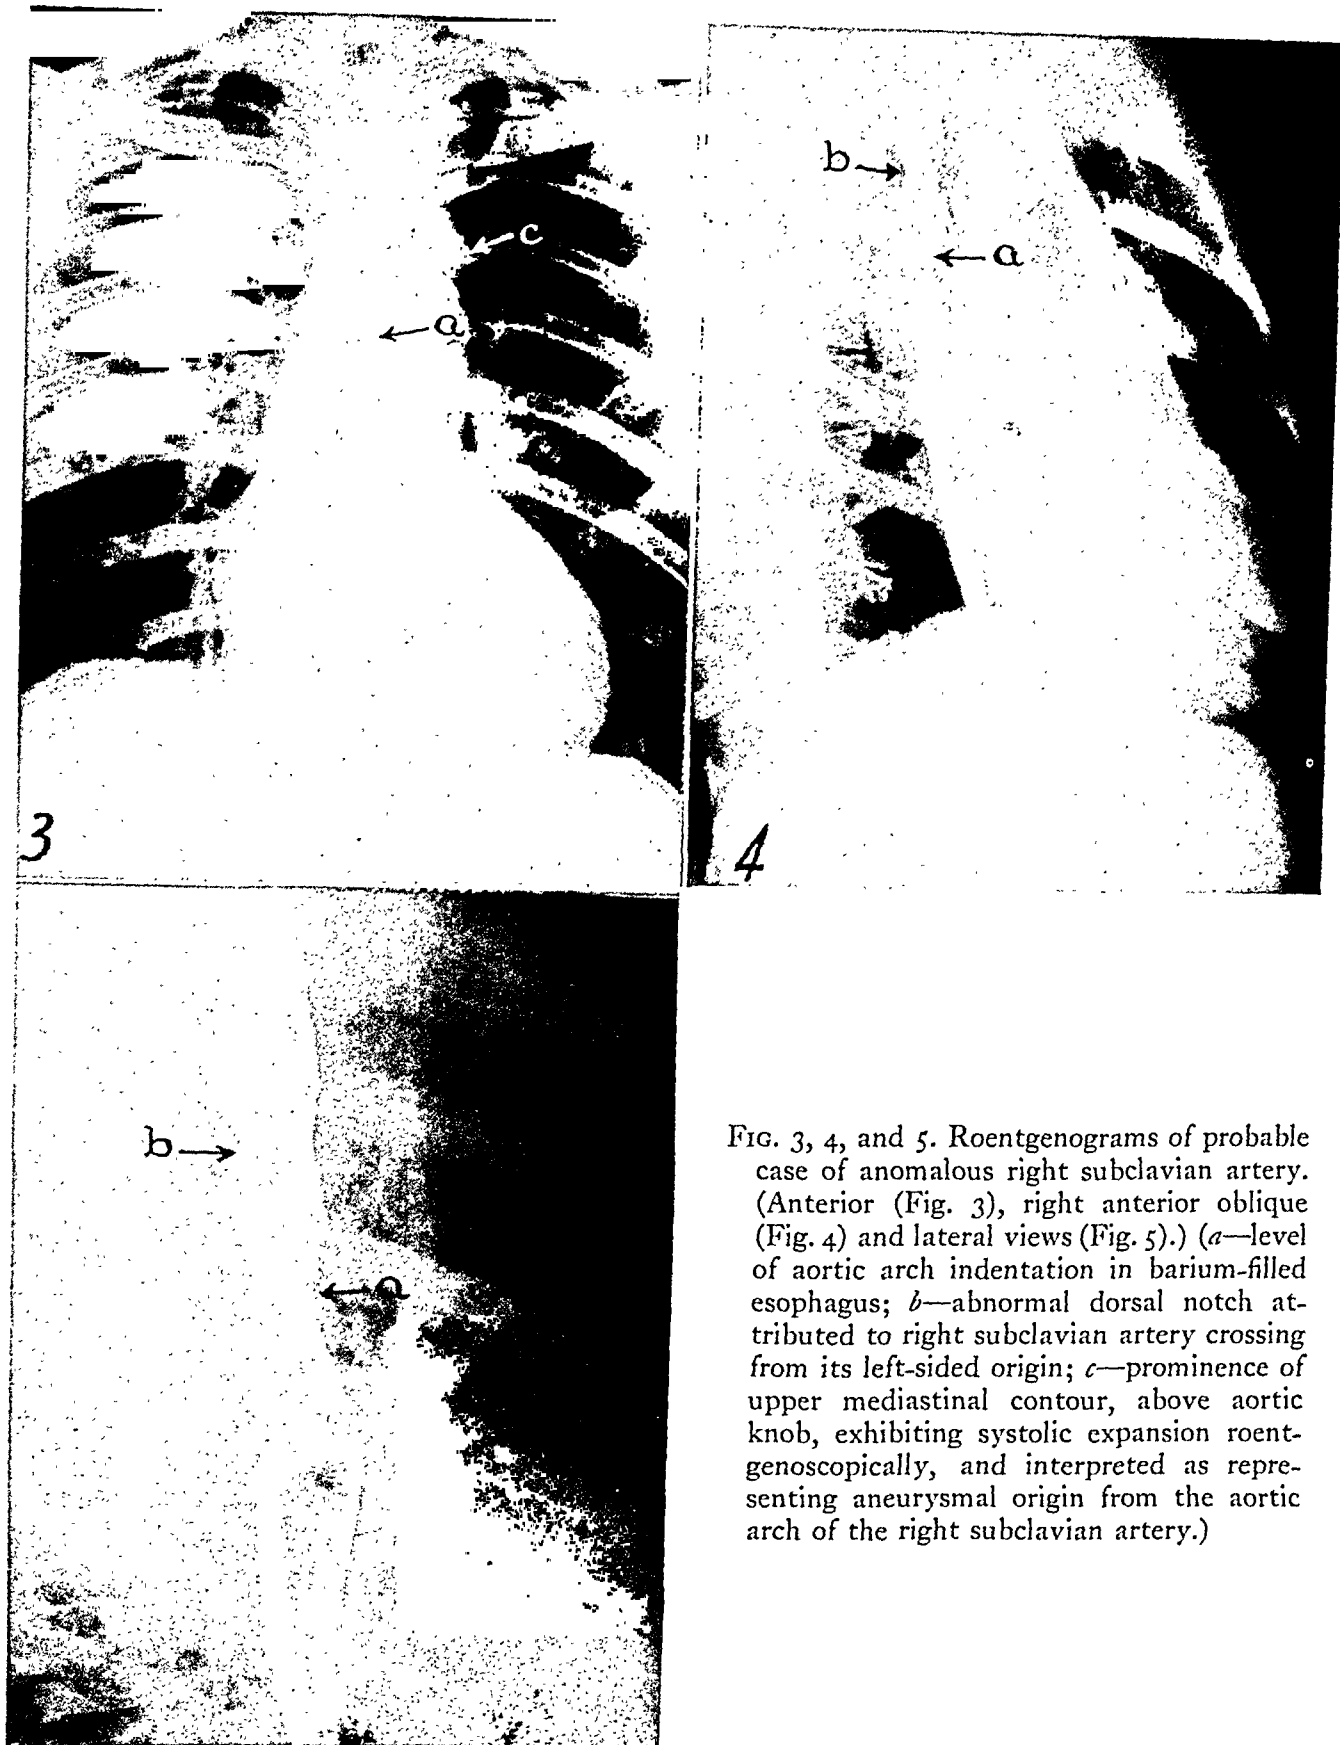 c
a
3
b
a
4
b
a
FIG. 3, 4, and 5. Roentgenograms of probable
case of anomalous right subclavian artery.
(Anterior (Fig. 3), right anterior oblique
(Fig. 4) and lateral views (Fig. 5).) (a—level
of aortic arch indentation in barium-filled
esophagus; b—abnormal dorsal notch at-
tributed to right subclavian artery crossing
from its left-sided origin; c—prominence of
upper mediastinal contour, above aortic
knob, exhibiting systolic expansion roent-
genoscopically, and interpreted as repre-
senting aneurysmal origin from the aortic
arch of the right subclavian artery.)